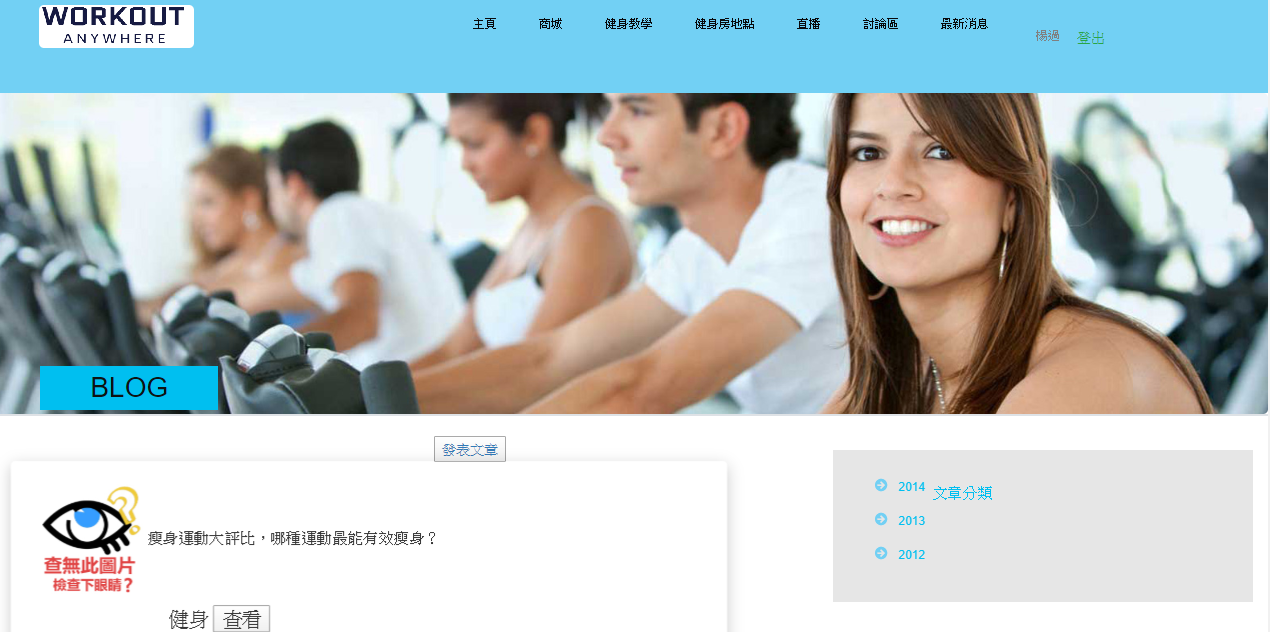 WORKOUT
ANYWHERE
主頁 商城 健身教學 健身房地點 直播 討論區 最新消息 楊過 登出
BLOG
發表文章
查無此圖片
檢查下眼睛？
瘦身運動大評比，哪種運動最能有效瘦身？
健身 查看
2014 文章分類
2013
2012